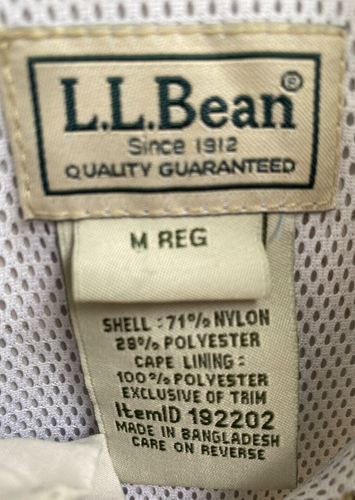 L.L.Bean®
Since 1912
QUALITY GUARANTEED
M REG
SHELL : 71% NYLON
29% POLYESTER
CAPE LINING :
100% POLYESTER
EXCLUSIVE OF TRIM
ItemID 192202
MADE IN BANGLADESH
CARE ON REVERSE